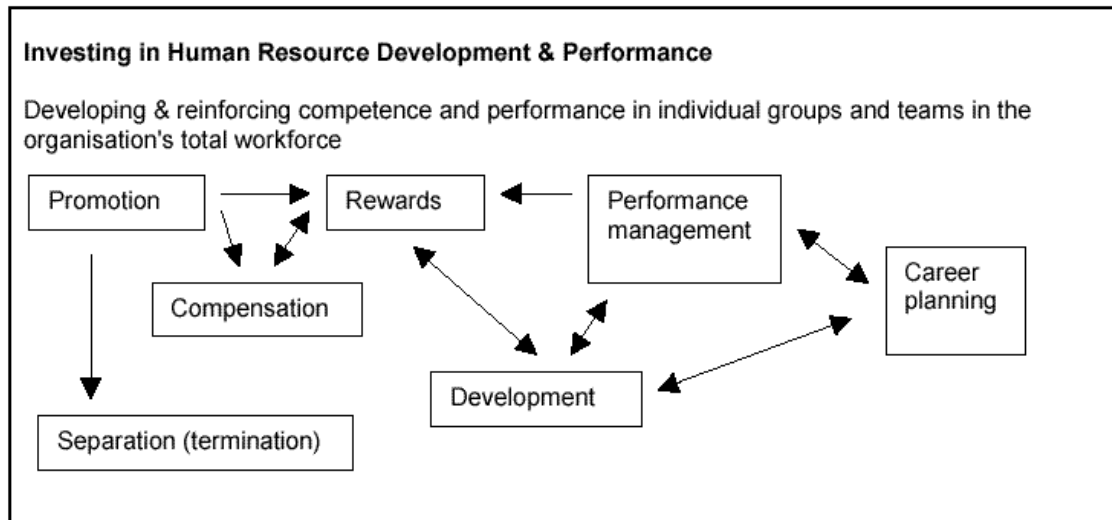 Investing in Human Resource Development & Performance
Developing & reinforcing competence and performance in individual groups and teams in the
organisation's total workforce
Promotion
Rewards
Performance
management
Career
planning
Compensation
Development
Separation (termination)